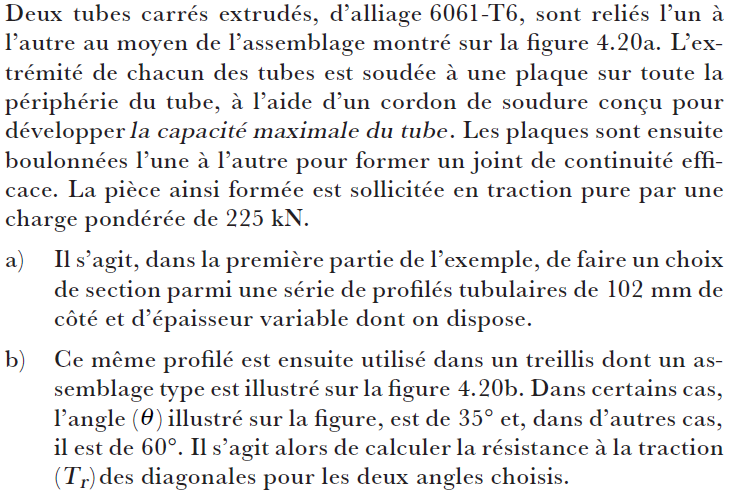 Deux tubes carrés extrudés, d'alliage 6061-T6, sont reliés l'un à
l'autre au moyen de l'assemblage montré sur la figure 4.20a. L'ex-
trémité de chacun des tubes est soudée à une plaque sur toute la
périphérie du tube, à l'aide d'un cordon de soudure conçu pour
développer la capacité maximale du tube. Les plaques sont ensuite
boulonnées l'une à l'autre pour former un joint de continuité effi-
cace. La pièce ainsi formée est sollicitée en traction pure par une
charge pondérée de 225 kN.
a) Il s'agit, dans la première partie de l'exemple, de faire un choix
de section parmi une série de profilés tubulaires de 102 mm de
côté et d'épaisseur variable dont on dispose.
b) Ce même profilé est ensuite utilisé dans un treillis dont un as-
semblage type est illustré sur la figure 4.20b. Dans certains cas,
l'angle (θ) illustré sur la figure, est de 35° et, dans d'autres cas,
il est de 60°. Il s'agit alors de calculer la résistance à la traction
(Tr) des diagonales pour les deux angles choisis.